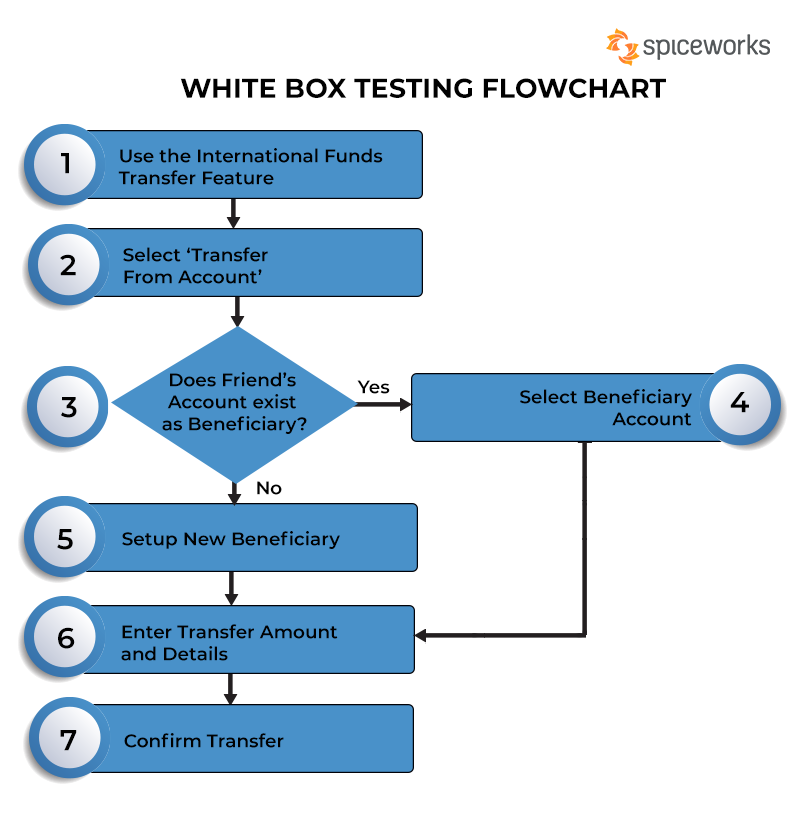 spiceworks
WHITE BOX TESTING FLOWCHART
1
Use the International Funds
Transfer Feature
2
Select ‘Transfer
From Account’
3
Does Friend’s
Account exist
as Beneficiary?
Yes
Select Beneficiary
Account
4
No
5
Setup New Beneficiary
6
Enter Transfer Amount
and Details
7
Confirm Transfer